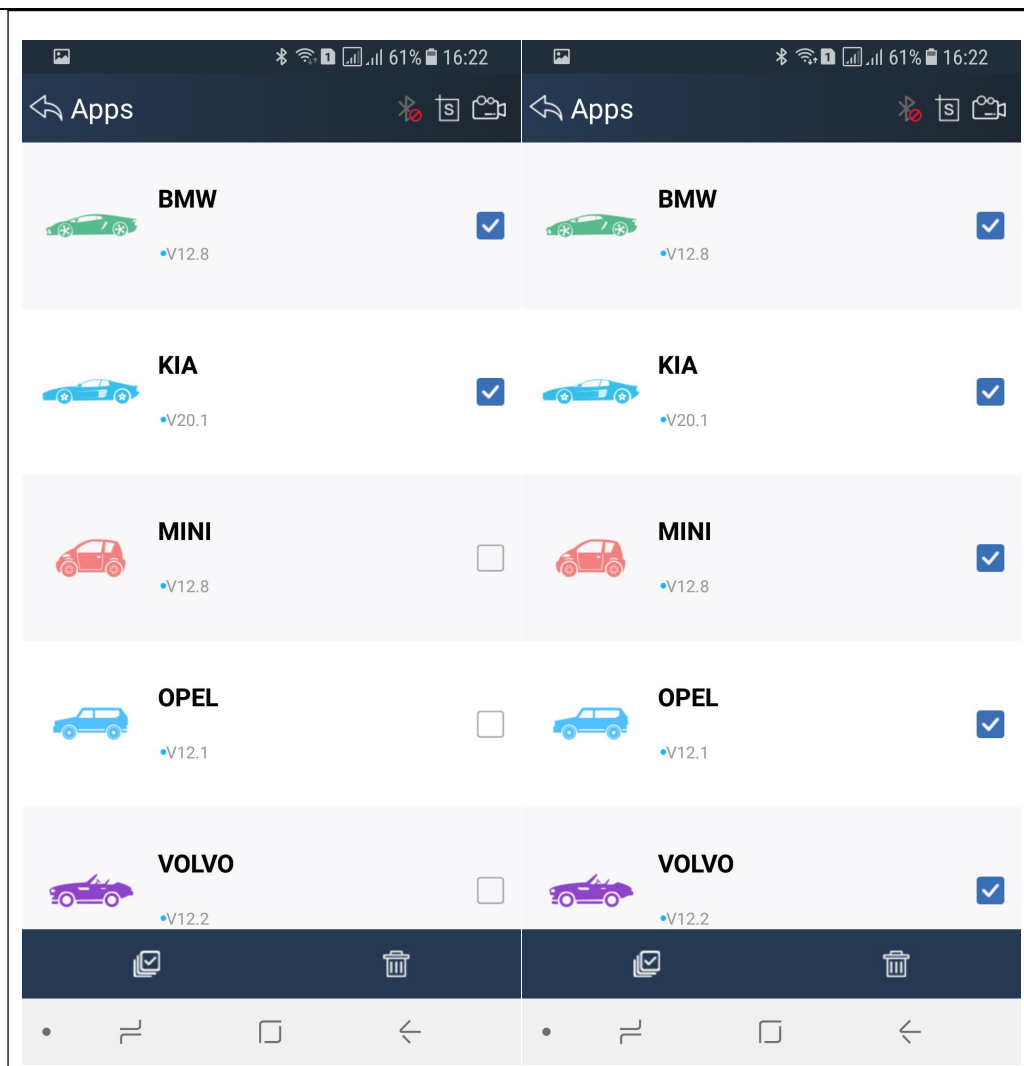 1 61% 16:22
Apps
S
BMW
•V12.8
KIA
•V20.1
MINI
•V12.8
OPEL
•V12.1
VOLVO
•V12.2
1 61% 16:22
Apps
S
BMW
•V12.8
KIA
•V20.1
MINI
•V12.8
OPEL
•V12.1
VOLVO
•V12.2